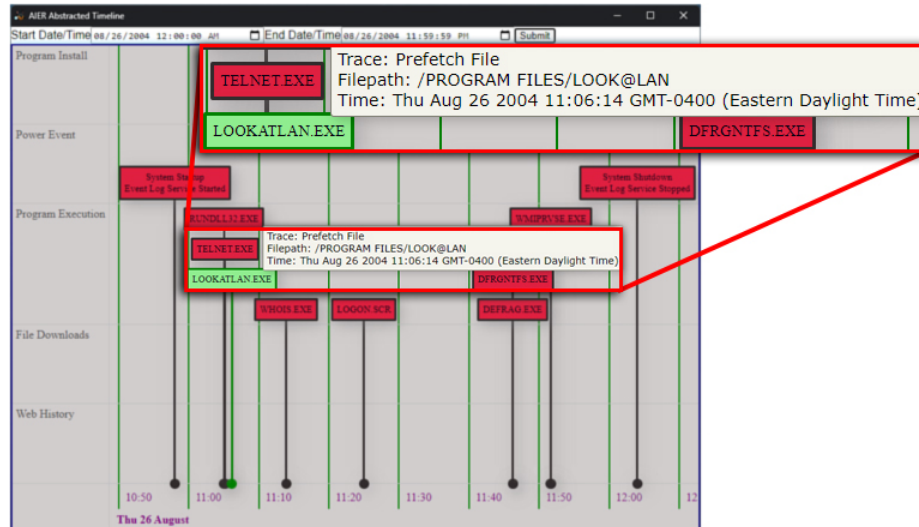 AIER Abstracted Timeline
Start Date/Time 08/26/2004 12:00:00 AM End Date/Time 08/26/2004 11:59:59 PM Submit
Program Install
TELNET.EXE
Trace: Prefetch File
Filepath: /PROGRAM FILES/LOOK@LAN
Time: Thu Aug 26 2004 11:06:14 GMT-0400 (Eastern Daylight Time)
LOOKATLAN.EXE DFRGNTFS.EXE
Power Event
System Startup System Shutdown
Event Log Service Started Event Log Service Stopped
Program Execution
RUNDLL32.EXE WMIPRVSE.EXE
TELNET.EXE
Trace: Prefetch File
Filepath: /PROGRAM FILES/LOOK@LAN
Time: Thu Aug 26 2004 11:06:14 GMT-0400 (Eastern Daylight Time)
LOOKATLAN.EXE DFRGNTFS.EXE
WHOIS.EXE LOGON.SCR DEFRAG.EXE
File Downloads
Web History
10:50 11:00 11:10 11:20 11:30 11:40 11:50 12:00 12
Thu 26 August